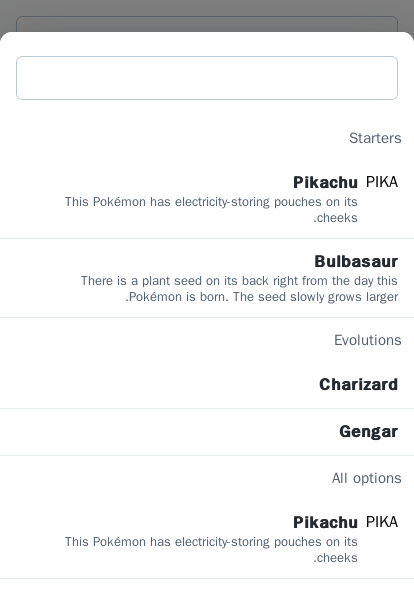 Starters
Pikachu PIKA
This Pokémon has electricity-storing pouches on its
.cheeks
Bulbasaur
There is a plant seed on its back right from the day this
.Pokémon is born. The seed slowly grows larger
Evolutions
Charizard
Gengar
All options
Pikachu PIKA
This Pokémon has electricity-storing pouches on its
.cheeks